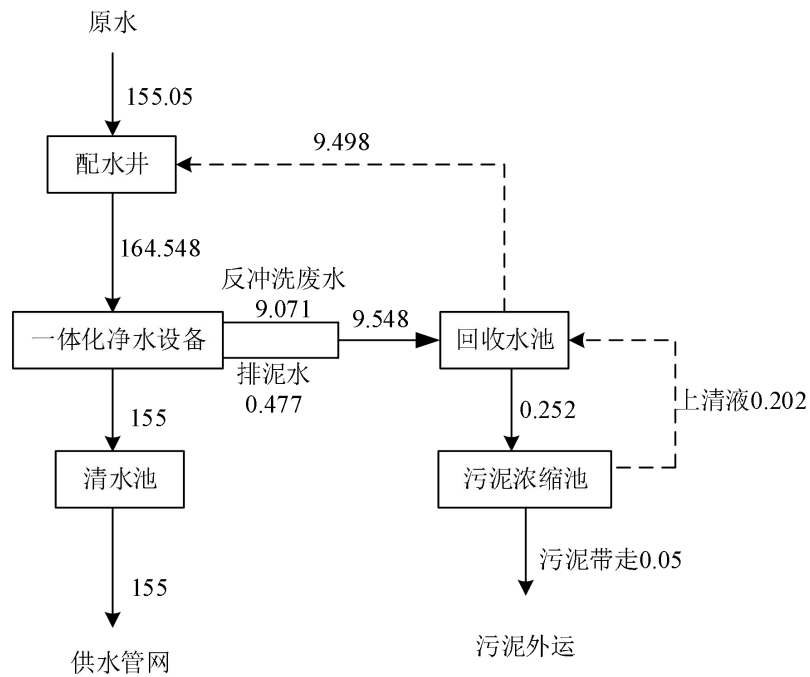 原水
155.05
配水井
9.498
164.548
反冲洗废水
9.071
一体化净水设备
9.548
回收水池
排泥水
0.477
155
0.252
上清液0.202
清水池
污泥浓缩池
155
污泥带走0.05
供水管网
污泥外运